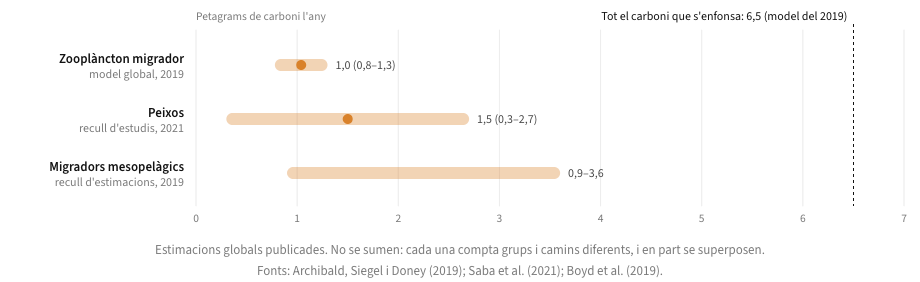 Petagrams de carboni l'any
Tot el carboni que s'enfonsa: 6,5 (model del 2019)
Zooplàncton migrador
model global, 2019
1,0 (0,8–1,3)
Peixos
recull d'estudis, 2021
1,5 (0,3–2,7)
Migradors mesopelàgics
recull d'estimacions, 2019
0,9–3,6
0 1 2 3 4 5 6 7
Estimacions globals publicades. No se sumen: cada una compta grups i camins diferents, i en part se superposen.
Fonts: Archibald, Siegel i Doney (2019); Saba et al. (2021); Boyd et al. (2019).